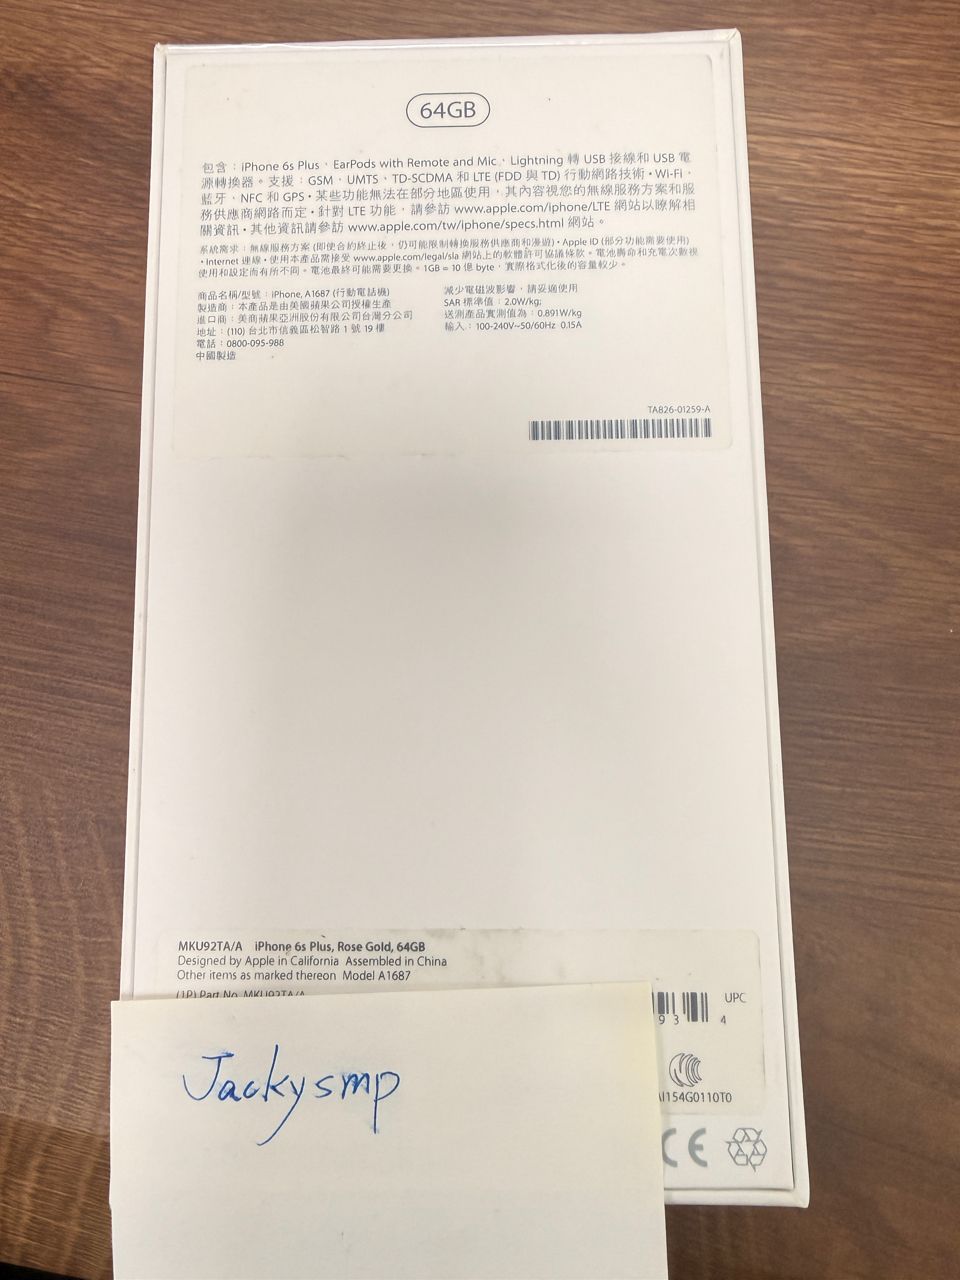 64GB
包含：iPhone 6s Plus、EarPods with Remote and Mic、Lightning 轉 USB 接線和 USB 電
源轉換器。支援：GSM、UMTS、TD-SCDMA 和 LTE (FDD 與 TD) 行動網路技術・Wi-Fi、
藍牙、NFC 和 GPS・某些功能無法在部分地區使用，其內容視您的無線服務方案和服
務供應商網路而定・針對 LTE 功能，請參訪 www.apple.com/iphone/LTE 網站以瞭解相
關資訊・其他資訊請參訪 www.apple.com/tw/iphone/specs.html 網站。
系統需求：無線服務方案 (即使合約終止後，仍可能限制轉換服務供應商和漫遊)・Apple ID (部分功能需要使用)
・Internet 連線・使用本產品需接受 www.apple.com/legal/sla 網站上的軟體許可協議條款。電池壽命和充電次數視
使用和設定而有所不同。電池最終可能需要更換。1GB = 10 億 byte，實際格式化後的容量較少。
商品名稱/型號：iPhone, A1687 (行動電話機)
製造商：本產品是由美國蘋果公司授權生產
進口商：美商蘋果亞洲股份有限公司台灣分公司
地址：(110) 台北市信義區松智路 1 號 19 樓
電話：0800-095-988
中國製造
減少電磁波影響，請妥適使用
SAR 標準值：2.0W/kg;
送測產品實測值為：0.891W/kg
輸入：100-240V~50/60Hz 0.15A
TA826-01259-A
MKU92TA/A iPhone 6s Plus, Rose Gold, 64GB
Designed by Apple in California Assembled in China
Other items as marked thereon Model A1687
(1P) Part No. MKU92TA/A
UPC
9 3 4
AI154G0110T0
CE
Jackysmp